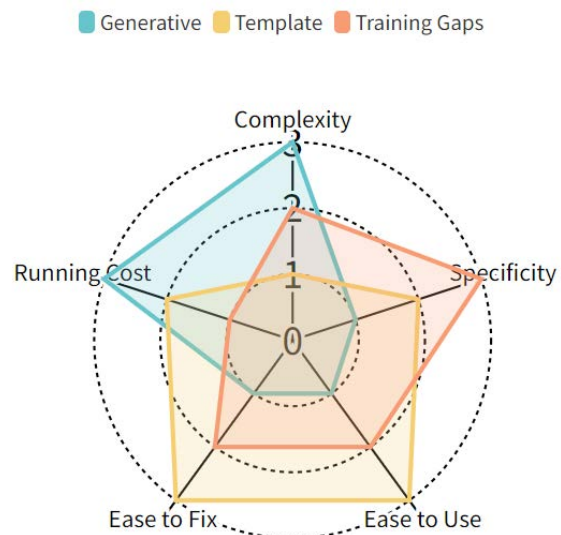 Generative Template Training Gaps
Complexity
3
2
Running Cost
Specificity
1
0
Ease to Fix
Ease to Use